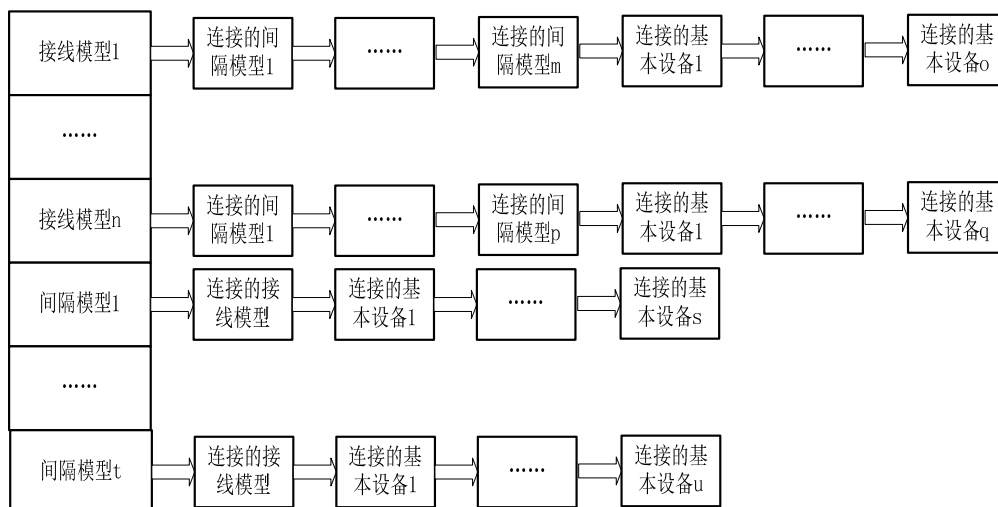 接线模型1
连接的间
隔模型1
……
连接的间
隔模型m
连接的基
本设备1
……
连接的基
本设备o
……
接线模型n
连接的间
隔模型1
……
连接的间
隔模型p
连接的基
本设备1
……
连接的基
本设备q
间隔模型1
连接的接
线模型
连接的基
本设备1
……
连接的基
本设备s
……
间隔模型t
连接的接
线模型
连接的基
本设备1
……
连接的基
本设备u